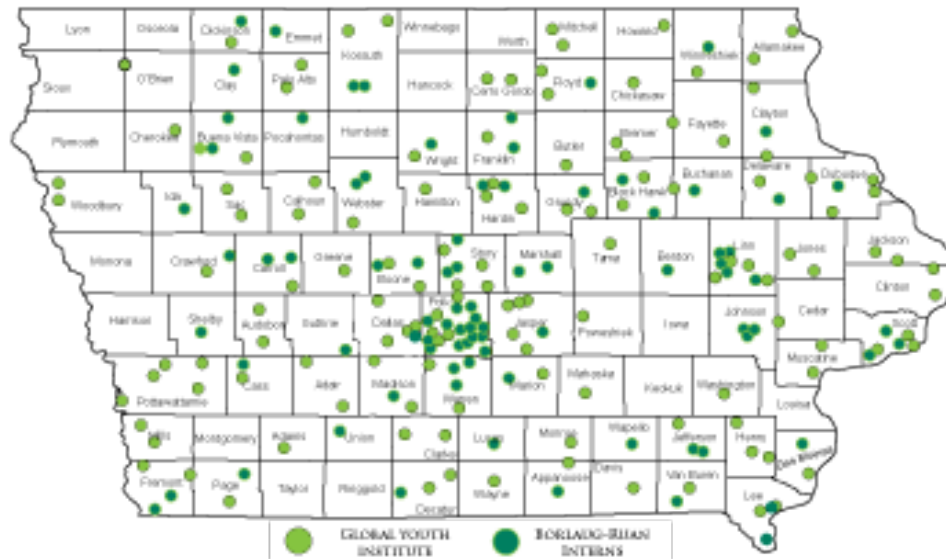 Lyon
Osceola
Dickinson
Emmet
Kossuth
Winnebago
Worth
Mitchell
Howard
Winneshiek
Allamakee
Sioux
O'Brien
Clay
Palo Alto
Hancock
Cerro Gordo
Floyd
Chickasaw
Plymouth
Cherokee
Buena Vista
Pocahontas
Humboldt
Wright
Franklin
Butler
Bremer
Fayette
Clayton
Woodbury
Ida
Sac
Calhoun
Webster
Hamilton
Hardin
Grundy
Black Hawk
Buchanan
Delaware
Dubuque
Monona
Crawford
Carroll
Greene
Boone
Story
Marshall
Tama
Benton
Linn
Jones
Jackson
Clinton
Harrison
Shelby
Audubon
Guthrie
Dallas
Polk
Jasper
Poweshiek
Iowa
Johnson
Cedar
Scott
Muscatine
Pottawattamie
Cass
Adair
Madison
Warren
Marion
Mahaska
Keokuk
Washington
Louisa
Mills
Montgomery
Adams
Union
Clarke
Lucas
Monroe
Wapello
Jefferson
Henry
Des Moines
Fremont
Page
Taylor
Ringgold
Decatur
Wayne
Appanoose
Davis
Van Buren
Lee
GLOBAL YOUTH
INSTITUTE
BORLAUG-RUAN
INTERNS